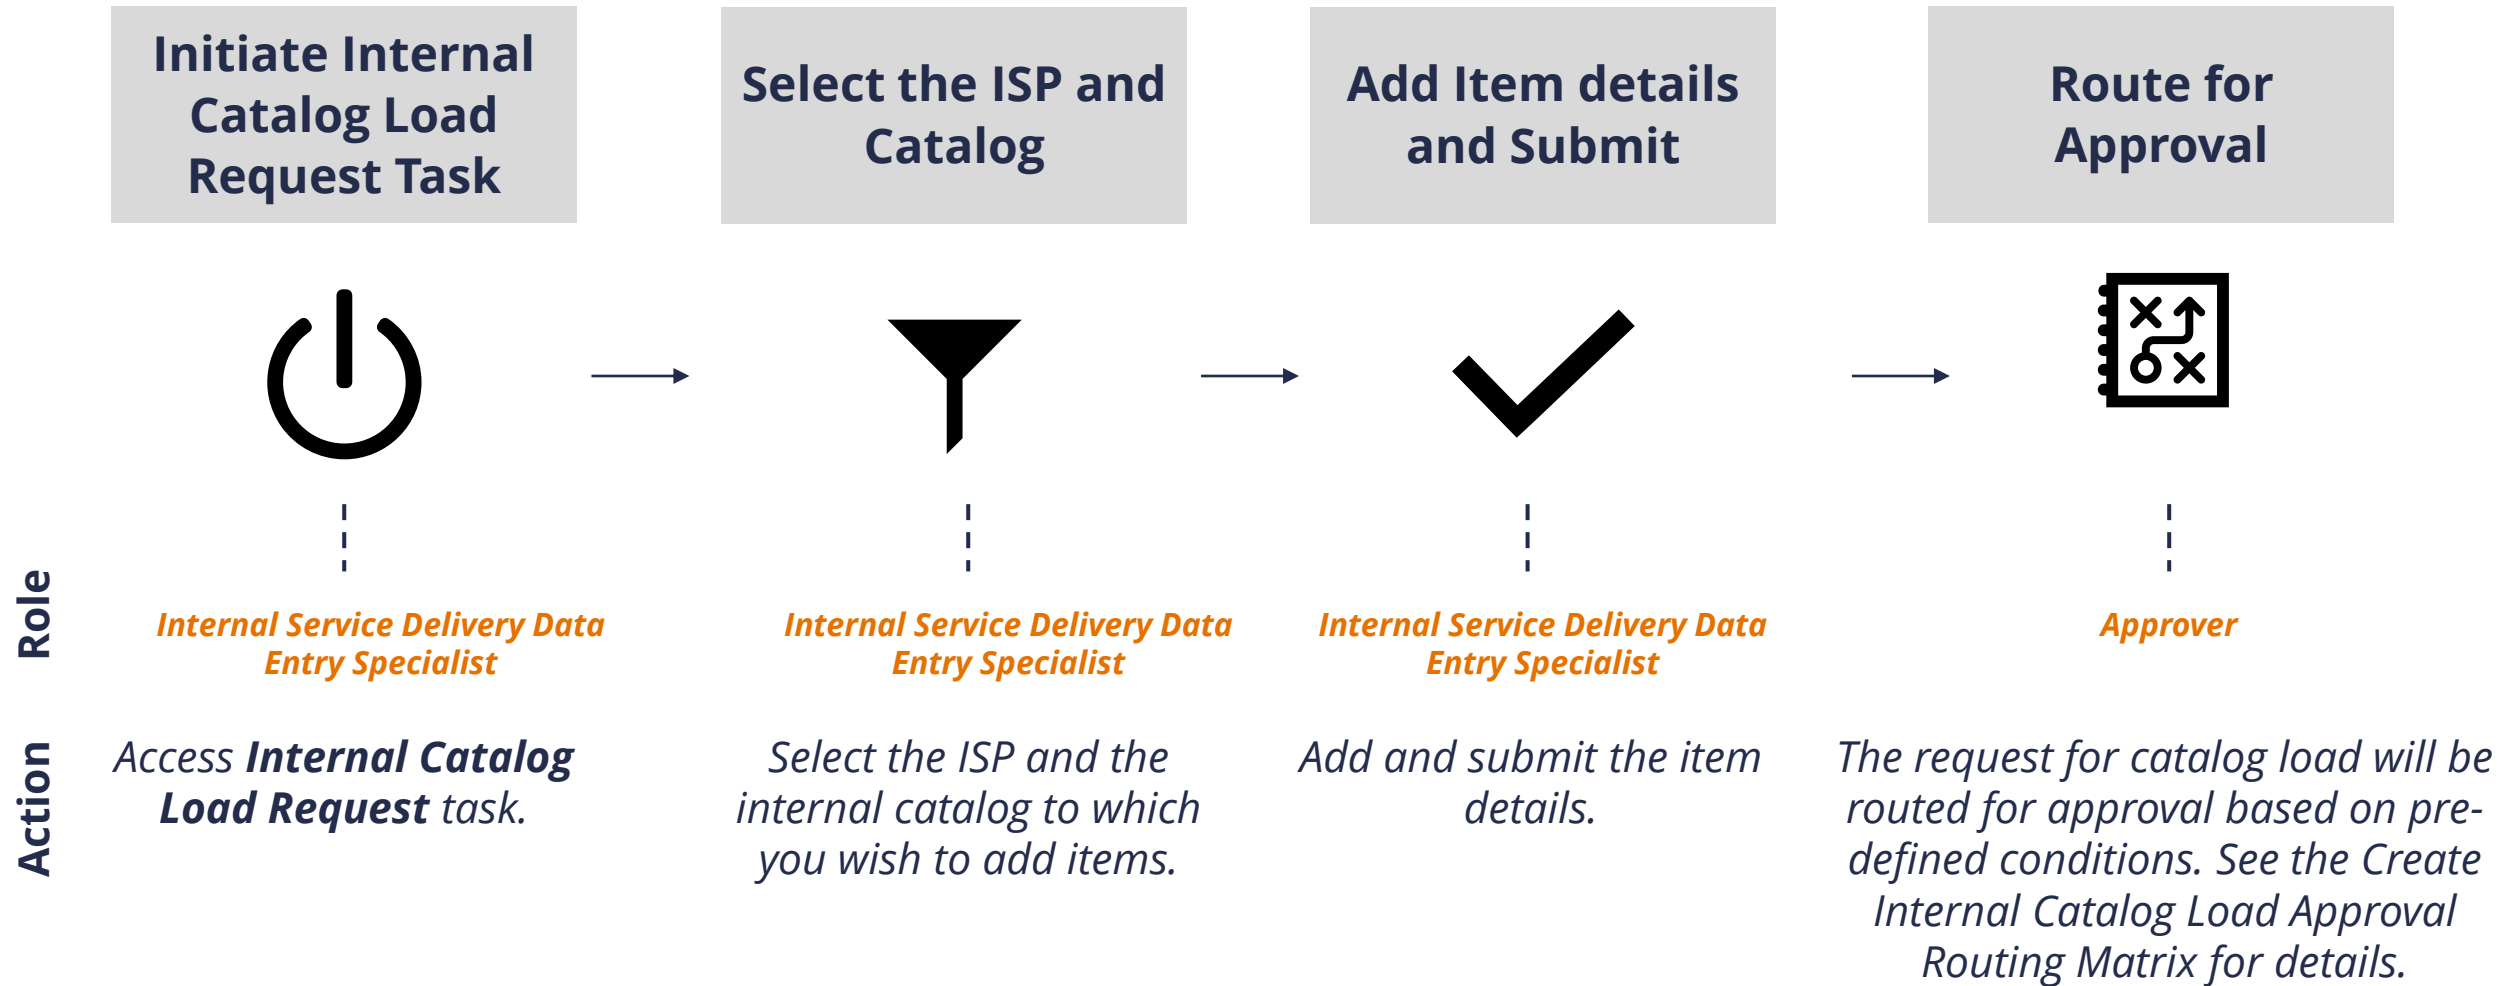 Initiate Internal
Catalog Load
Request Task
Select the ISP and
Catalog
Add Item details
and Submit
Route for
Approval
Role
Internal Service Delivery Data
Entry Specialist
Internal Service Delivery Data
Entry Specialist
Internal Service Delivery Data
Entry Specialist
Approver
Action
Access Internal Catalog
Load Request task.
Select the ISP and the
internal catalog to which
you wish to add items.
Add and submit the item
details.
The request for catalog load will be
routed for approval based on pre-
defined conditions. See the Create
Internal Catalog Load Approval
Routing Matrix for details.